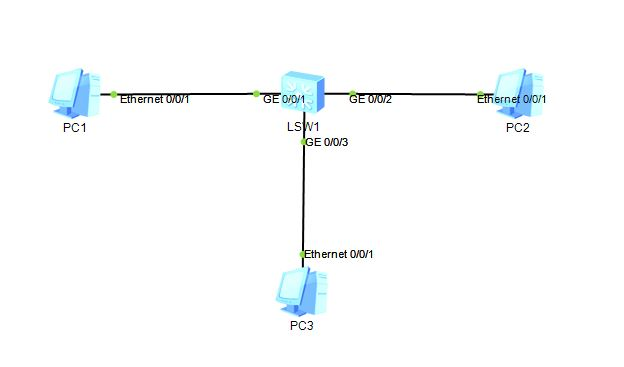 Ethernet 0/0/1
GE 0/0/1
GE 0/0/2
Ethernet 0/0/1
PC1
LSW1
PC2
GE 0/0/3
Ethernet 0/0/1
PC3